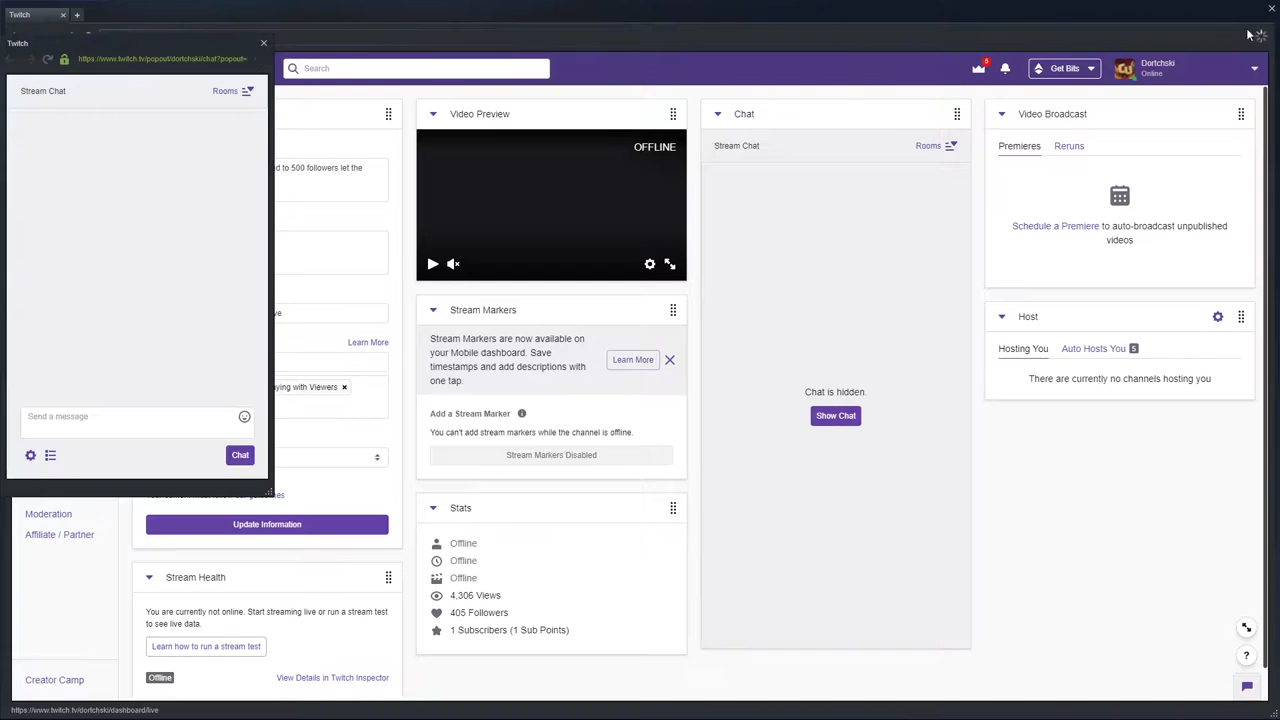 Twitch
Twitch
https://www.twitch.tv/popout/dortchski/chat?popout=
Stream Chat
Rooms
Send a message
Chat
Search
5
Get Bits
Dortchski
Online
d to 500 followers let the
ve
Learn More
aying with Viewers
Update Information
Moderation
Affiliate / Partner
Creator Camp
Stream Health
You are currently not online. Start streaming live or run a stream test
to see live data.
Learn how to run a stream test
Offline
View Details in Twitch Inspector
Video Preview
OFFLINE
Stream Markers
Stream Markers are now available on
your Mobile dashboard. Save
timestamps and add descriptions with
one tap.
Learn More
Add a Stream Marker
You can't add stream markers while the channel is offline.
Stream Markers Disabled
Stats
Offline
Offline
Offline
4,306 Views
405 Followers
1 Subscribers (1 Sub Points)
Chat
Stream Chat
Rooms
Chat is hidden.
Show Chat
Video Broadcast
Premieres
Reruns
Schedule a Premiere to auto-broadcast unpublished
videos
Host
Hosting You
Auto Hosts You 5
There are currently no channels hosting you
?
https://www.twitch.tv/dortchski/dashboard/live